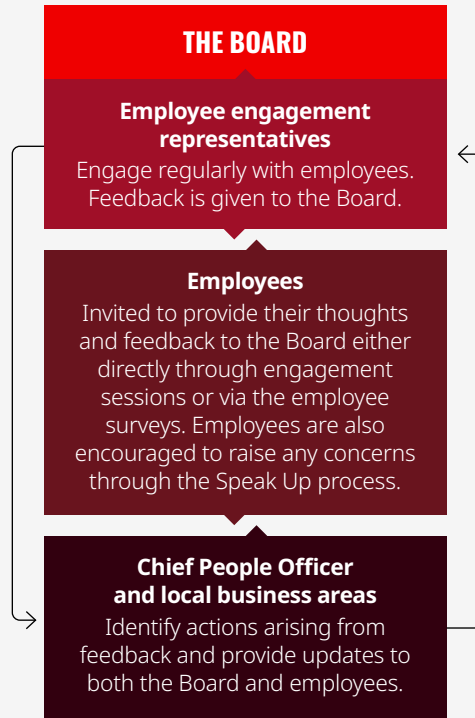 THE BOARD
Employee engagement
representatives
Engage regularly with employees.
Feedback is given to the Board.
Employees
Invited to provide their thoughts
and feedback to the Board either
directly through engagement
sessions or via the employee
surveys. Employees are also
encouraged to raise any concerns
through the Speak Up process.
Chief People Officer
and local business areas
Identify actions arising from
feedback and provide updates to
both the Board and employees.